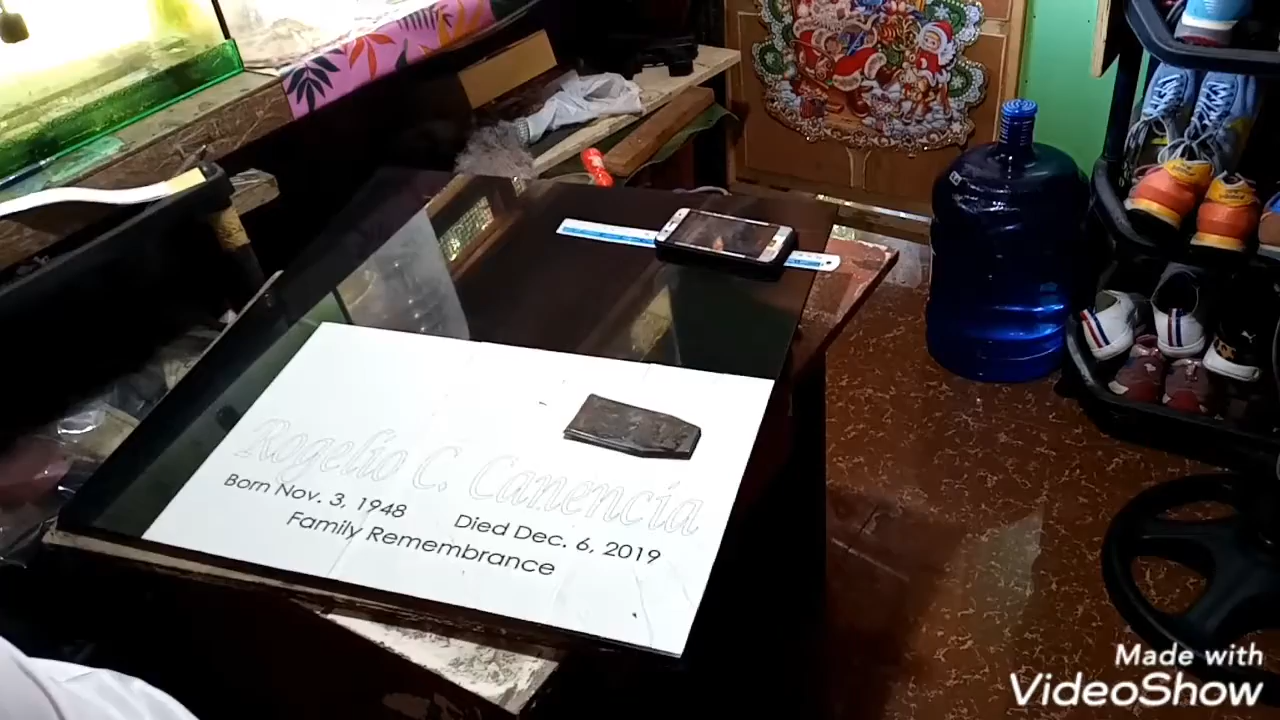 Rogelio C. Canencia
Born Nov. 3, 1948 Died Dec. 6, 2019
Family Remembrance
Made with
VideoShow